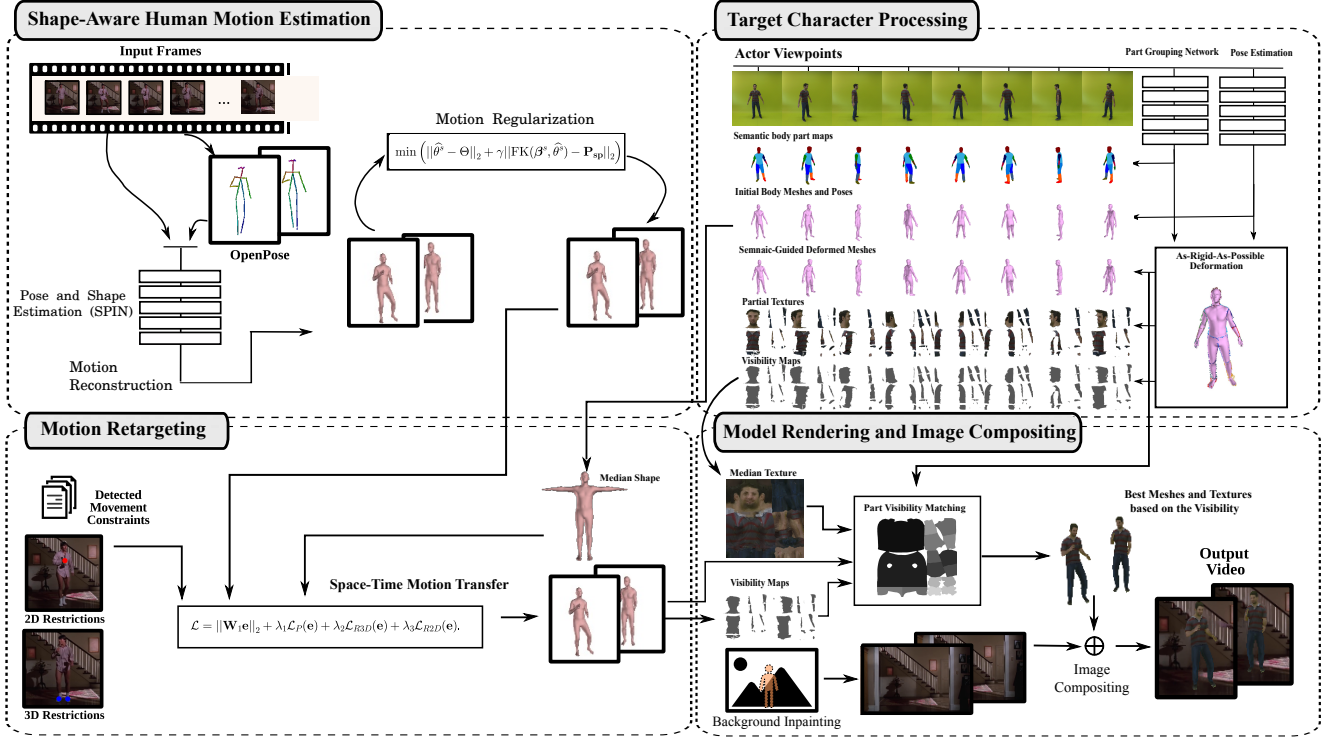 Shape-Aware Human Motion Estimation
Input Frames
...
OpenPose
Pose and Shape
Estimation (SPIN)
Motion
Reconstruction
Motion Regularization
min (||θ̂ˢ − Θ||₂ + γ||FK(βˢ, θ̂ˢ) − P_sp||₂)
Target Character Processing
Actor Viewpoints
Part Grouping Network
Pose Estimation
Semantic body part maps
Initial Body Meshes and Poses
Semnaic-Guided Deformed Meshes
Partial Textures
Visibility Maps
As-Rigid-As-Possible
Deformation
Motion Retargeting
Detected
Movement
Constraints
2D Restrictions
3D Restrictions
Median Shape
Space-Time Motion Transfer
ℒ = ||W₁e||₂ + λ₁ℒ_P(e) + λ₂ℒ_R3D(e) + λ₃ℒ_R2D(e).
Model Rendering and Image Compositing
Median Texture
Part Visibility Matching
Best Meshes and Textures
based on the Visibility
Visibility Maps
Output
Video
Image
Compositing
Background Inpainting